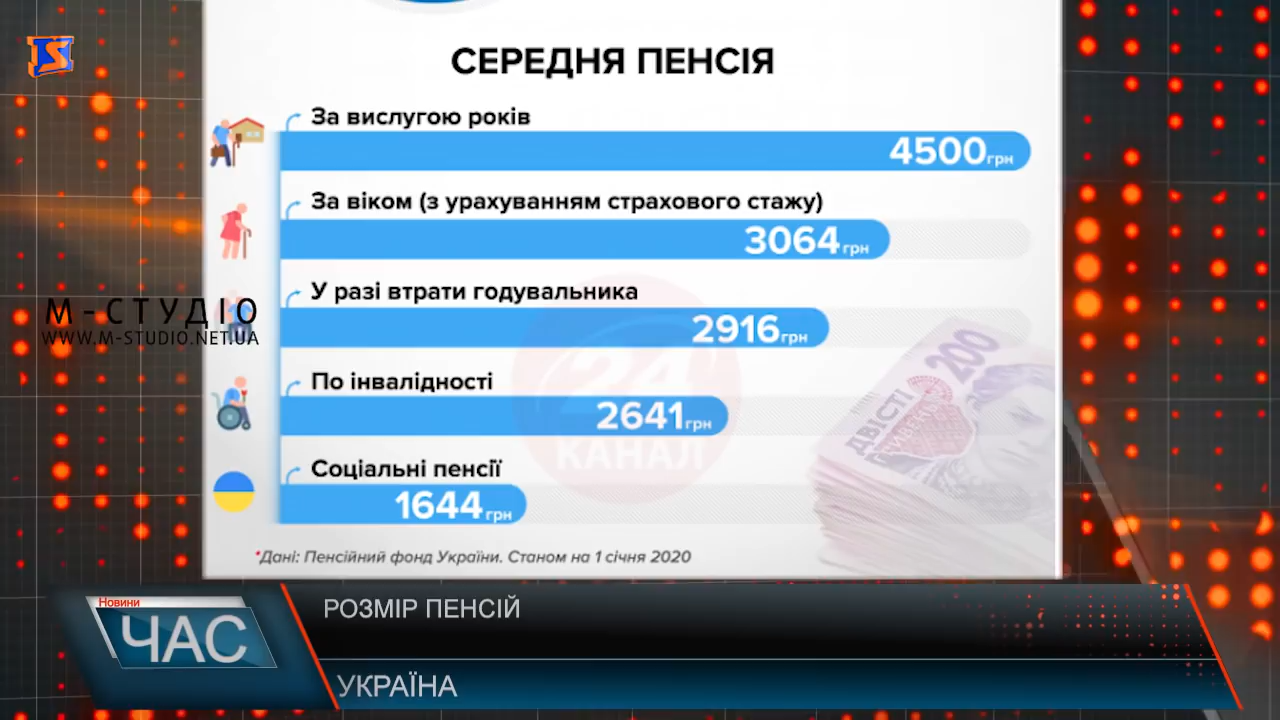 СЕРЕДНЯ ПЕНСІЯ
За вислугою років
4500грн
За віком (з урахуванням страхового стажу)
3064грн
У разі втрати годувальника
2916грн
М-СТУДІО
WWW.M-STUDIO.NET.UA
По інвалідності
2641грн
24
КАНАЛ
200
ДВІСТІ
ГРИВЕНЬ
Соціальні пенсії
1644грн
*Дані: Пенсійний фонд України. Станом на 1 січня 2020
Новини
ЧАС
РОЗМІР ПЕНСІЙ
УКРАЇНА